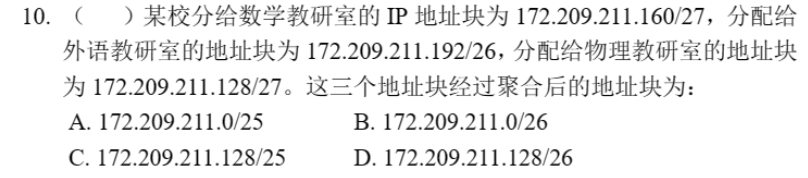 10. （　　）某校分给数学教研室的 IP 地址块为 172.209.211.160/27，分配给
外语教研室的地址块为 172.209.211.192/26，分配给物理教研室的地址块
为 172.209.211.128/27。这三个地址块经过聚合后的地址块为：
A. 172.209.211.0/25　　B. 172.209.211.0/26
C. 172.209.211.128/25　　D. 172.209.211.128/26